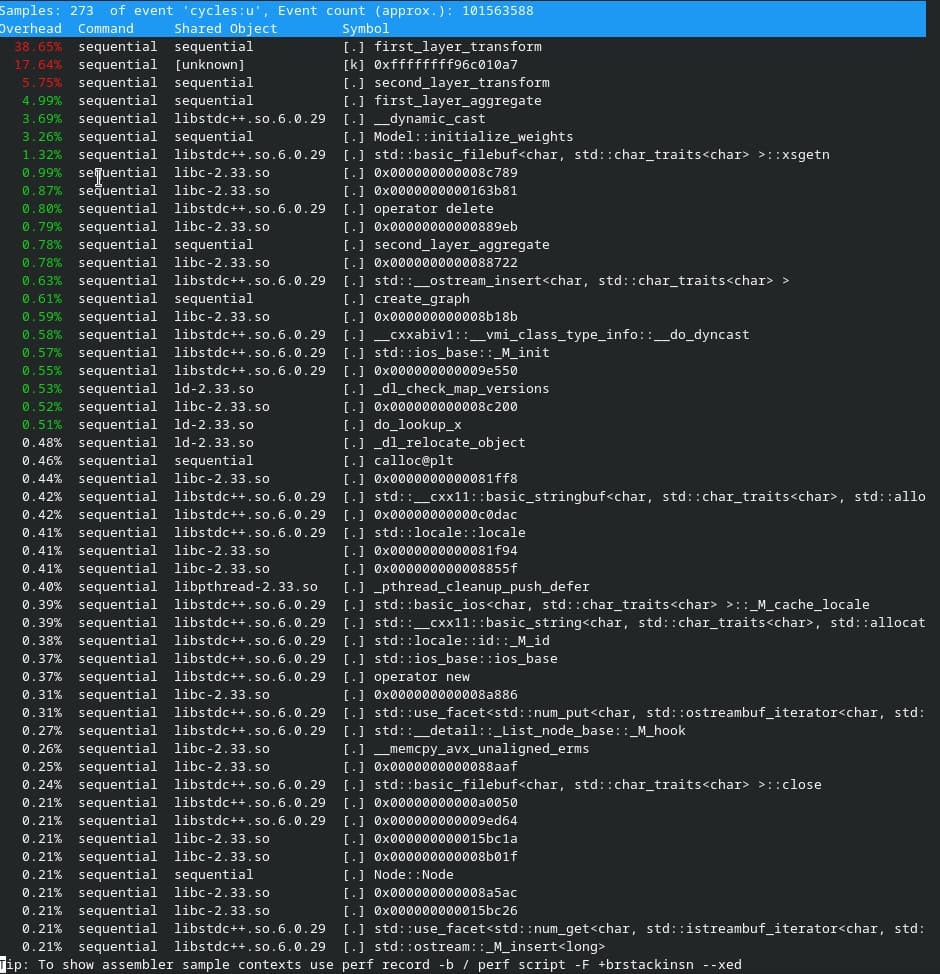 Samples: 273  of event 'cycles:u', Event count (approx.): 101563588
Overhead  Command     Shared Object        Symbol
38.65%  sequential  sequential           [.] first_layer_transform
17.64%  sequential  [unknown]            [k] 0xffffffff96c010a7
5.75%  sequential  sequential           [.] second_layer_transform
4.99%  sequential  sequential           [.] first_layer_aggregate
3.69%  sequential  libstdc++.so.6.0.29  [.] __dynamic_cast
3.26%  sequential  sequential           [.] Model::initialize_weights
1.32%  sequential  libstdc++.so.6.0.29  [.] std::basic_filebuf<char, std::char_traits<char> >::xsgetn
0.99%  sequential  libc-2.33.so         [.] 0x000000000008c789
0.87%  sequential  libc-2.33.so         [.] 0x0000000000163b81
0.80%  sequential  libstdc++.so.6.0.29  [.] operator delete
0.79%  sequential  libc-2.33.so         [.] 0x00000000000889eb
0.78%  sequential  sequential           [.] second_layer_aggregate
0.78%  sequential  libc-2.33.so         [.] 0x0000000000088722
0.63%  sequential  libstdc++.so.6.0.29  [.] std::__ostream_insert<char, std::char_traits<char> >
0.61%  sequential  sequential           [.] create_graph
0.59%  sequential  libc-2.33.so         [.] 0x000000000008b18b
0.58%  sequential  libstdc++.so.6.0.29  [.] __cxxabiv1::__vmi_class_type_info::__do_dyncast
0.57%  sequential  libstdc++.so.6.0.29  [.] std::ios_base::_M_init
0.55%  sequential  libstdc++.so.6.0.29  [.] 0x000000000009e550
0.53%  sequential  ld-2.33.so           [.] _dl_check_map_versions
0.52%  sequential  libc-2.33.so         [.] 0x000000000008c200
0.51%  sequential  ld-2.33.so           [.] do_lookup_x
0.48%  sequential  ld-2.33.so           [.] _dl_relocate_object
0.46%  sequential  sequential           [.] calloc@plt
0.44%  sequential  libc-2.33.so         [.] 0x0000000000081ff8
0.42%  sequential  libstdc++.so.6.0.29  [.] std::__cxx11::basic_stringbuf<char, std::char_traits<char>, std::allo
0.42%  sequential  libstdc++.so.6.0.29  [.] 0x00000000000c0dac
0.41%  sequential  libstdc++.so.6.0.29  [.] std::locale::locale
0.41%  sequential  libc-2.33.so         [.] 0x0000000000081f94
0.41%  sequential  libc-2.33.so         [.] 0x000000000008855f
0.40%  sequential  libpthread-2.33.so   [.] _pthread_cleanup_push_defer
0.39%  sequential  libstdc++.so.6.0.29  [.] std::basic_ios<char, std::char_traits<char> >::_M_cache_locale
0.39%  sequential  libstdc++.so.6.0.29  [.] std::__cxx11::basic_string<char, std::char_traits<char>, std::allocat
0.38%  sequential  libstdc++.so.6.0.29  [.] std::locale::id::_M_id
0.37%  sequential  libstdc++.so.6.0.29  [.] std::ios_base::ios_base
0.37%  sequential  libstdc++.so.6.0.29  [.] operator new
0.31%  sequential  libc-2.33.so         [.] 0x000000000008a886
0.31%  sequential  libstdc++.so.6.0.29  [.] std::use_facet<std::num_put<char, std::ostreambuf_iterator<char, std:
0.27%  sequential  libstdc++.so.6.0.29  [.] std::__detail::_List_node_base::_M_hook
0.26%  sequential  libc-2.33.so         [.] __memcpy_avx_unaligned_erms
0.25%  sequential  libc-2.33.so         [.] 0x0000000000088aaf
0.24%  sequential  libstdc++.so.6.0.29  [.] std::basic_filebuf<char, std::char_traits<char> >::close
0.21%  sequential  libstdc++.so.6.0.29  [.] 0x00000000000a0050
0.21%  sequential  libstdc++.so.6.0.29  [.] 0x000000000009ed64
0.21%  sequential  libc-2.33.so         [.] 0x000000000015bc1a
0.21%  sequential  libc-2.33.so         [.] 0x000000000008b01f
0.21%  sequential  sequential           [.] Node::Node
0.21%  sequential  libc-2.33.so         [.] 0x000000000008a5ac
0.21%  sequential  libc-2.33.so         [.] 0x000000000015bc26
0.21%  sequential  libstdc++.so.6.0.29  [.] std::use_facet<std::num_get<char, std::istreambuf_iterator<char, std:
0.21%  sequential  libstdc++.so.6.0.29  [.] std::ostream::_M_insert<long>
Tip: To show assembler sample contexts use perf record -b / perf script -F +brstackinsn --xed